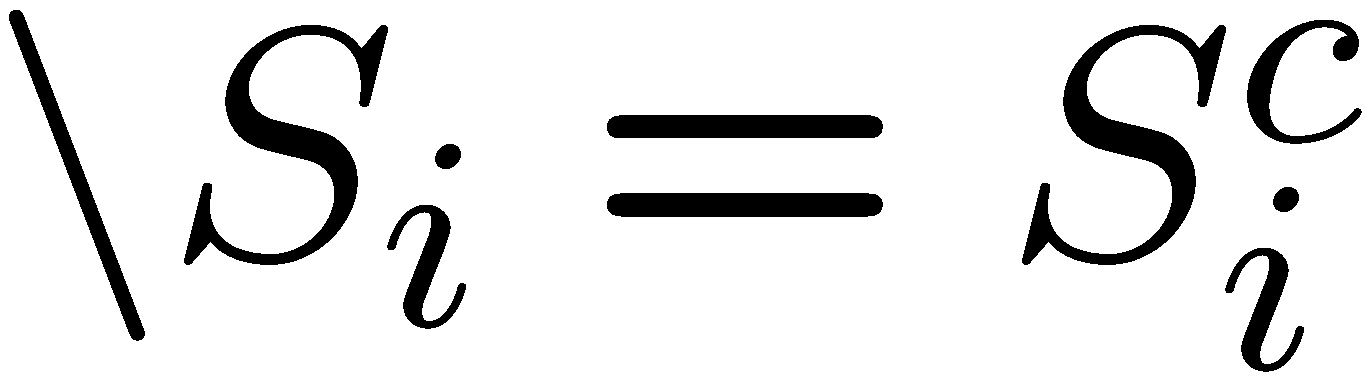 \S_i = S_i^c